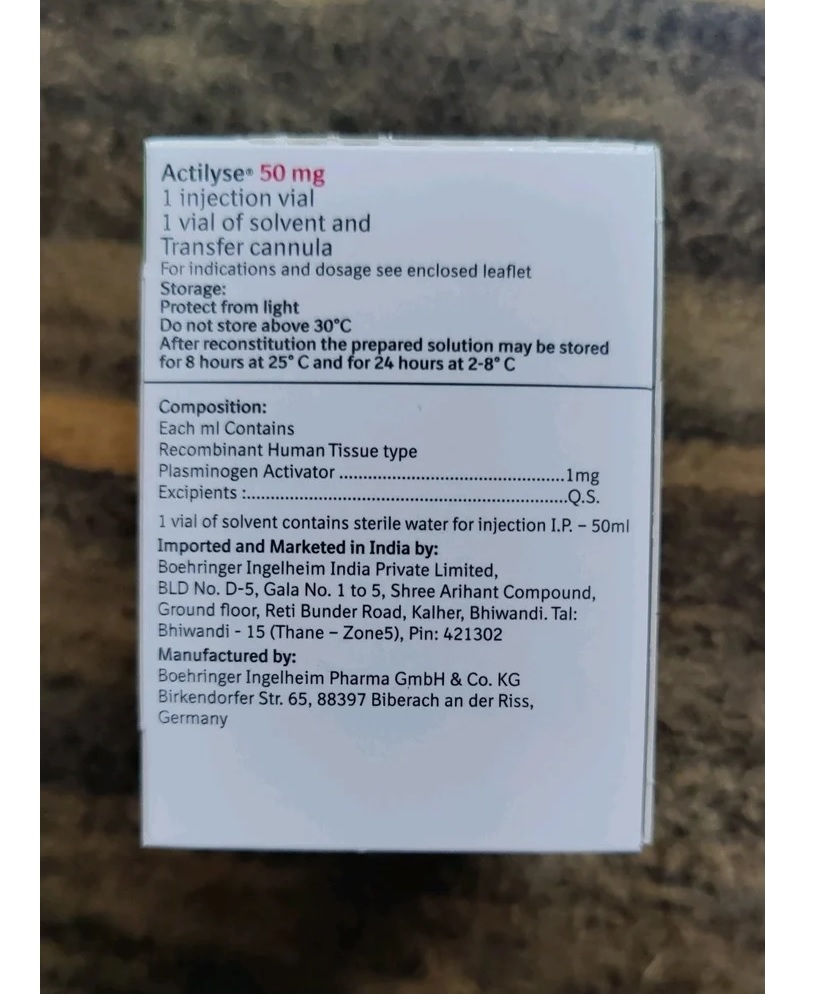 Actilyse® 50 mg
1 injection vial
1 vial of solvent and
Transfer cannula
For indications and dosage see enclosed leaflet
Storage:
Protect from light
Do not store above 30°C
After reconstitution the prepared solution may be stored
for 8 hours at 25° C and for 24 hours at 2-8° C
Composition:
Each ml Contains
Recombinant Human Tissue type
Plasminogen Activator ......................................................1mg
Excipients :..............................................................................Q.S.
1 vial of solvent contains sterile water for injection I.P. – 50ml
Imported and Marketed in India by:
Boehringer Ingelheim India Private Limited,
BLD No. D-5, Gala No. 1 to 5, Shree Arihant Compound,
Ground floor, Reti Bunder Road, Kalher, Bhiwandi. Tal:
Bhiwandi - 15 (Thane – Zone5), Pin: 421302
Manufactured by:
Boehringer Ingelheim Pharma GmbH & Co. KG
Birkendorfer Str. 65, 88397 Biberach an der Riss,
Germany